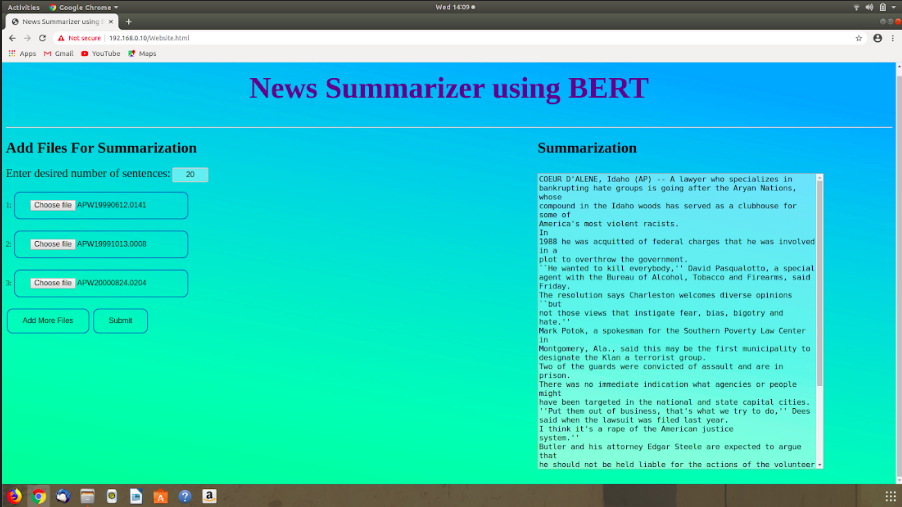 Activities Google Chrome Wed 14:09
News Summarizer using B
Not secure 192.168.0.10/Website.html
Apps Gmail YouTube Maps
News Summarizer using BERT
Add Files For Summarization
Enter desired number of sentences: 20
1: Choose file APW19990612.0141
2: Choose file APW19991013.0008
3: Choose file APW20000824.0204
Add More Files Submit
Summarization
COEUR D'ALENE, Idaho (AP) -- A lawyer who specializes in
bankrupting hate groups is going after the Aryan Nations,
whose
compound in the Idaho woods has served as a clubhouse for
some of
America's most violent racists.
In
1988 he was acquitted of federal charges that he was involved
in a
plot to overthrow the government.
``He wanted to kill everybody,'' David Pasqualotto, a special
agent with the Bureau of Alcohol, Tobacco and Firearms, said
Friday.
The resolution says Charleston welcomes diverse opinions
``but
not those views that instigate fear, bias, bigotry and
hate.''
Mark Potok, a spokesman for the Southern Poverty Law Center
in
Montgomery, Ala., said this may be the first municipality to
designate the Klan a terrorist group.
Two of the guards were convicted of assault and are in
prison.
There was no immediate indication what agencies or people
might
have been targeted in the national and state capital cities.
''Put them out of business, that's what we try to do,'' Dees
said when the lawsuit was filed last year.
I think it's a rape of the American justice
system.''
Butler and his attorney Edgar Steele are expected to argue
that
he should not be held liable for the actions of the volunteer